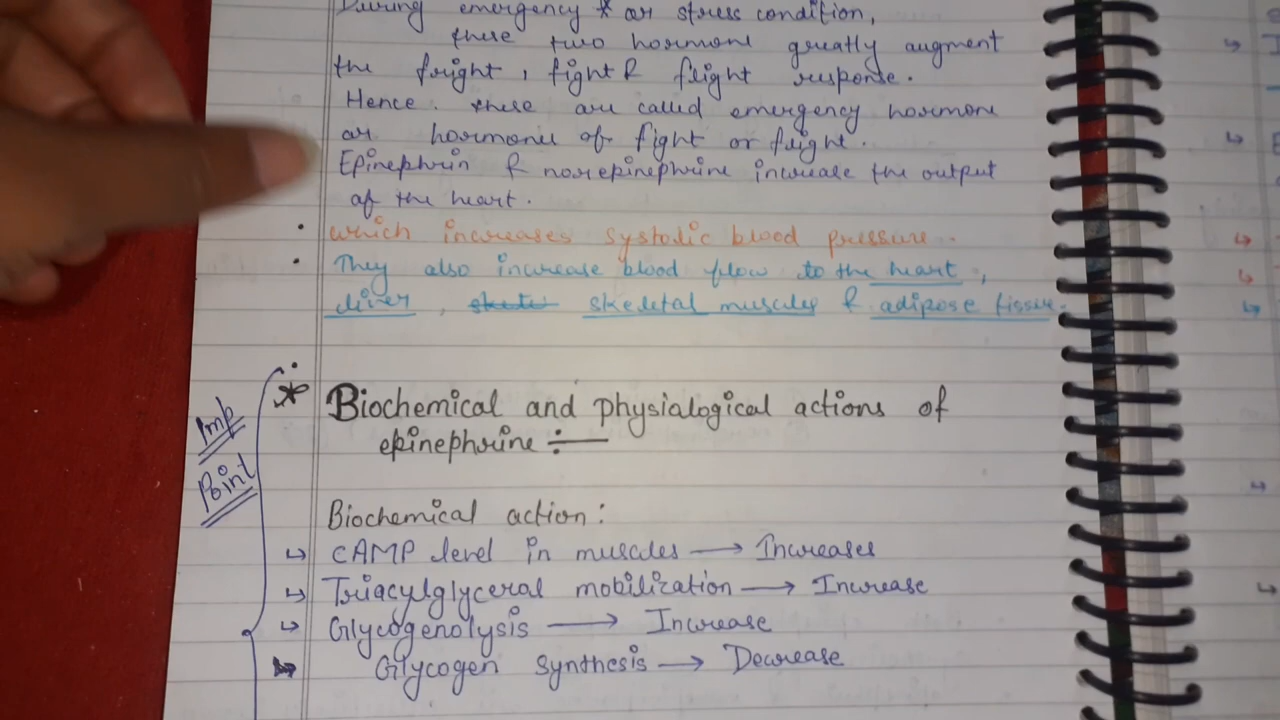 During emergency * or stress condition,
these two hormone greatly augment
the fright, fight & flight response.
Hence. these are called emergency hormone
or hormone of fight or flight.
Epinephrin & norepinephrine increase the output
of the heart.
• which increases systolic blood pressure.
• They also increase blood flow to the heart,
liver, skeletal muscles & adipose tissue.
* Biochemical and physialogical actions of
epinephrine ÷
Imp
Point
Biochemical action:
↳ CAMP level in muscles → Increases
↳ Triacylglyceral mobilization → Increase
↳ Glycogenolysis → Increase
↳ Glycogen synthesis → Decrease